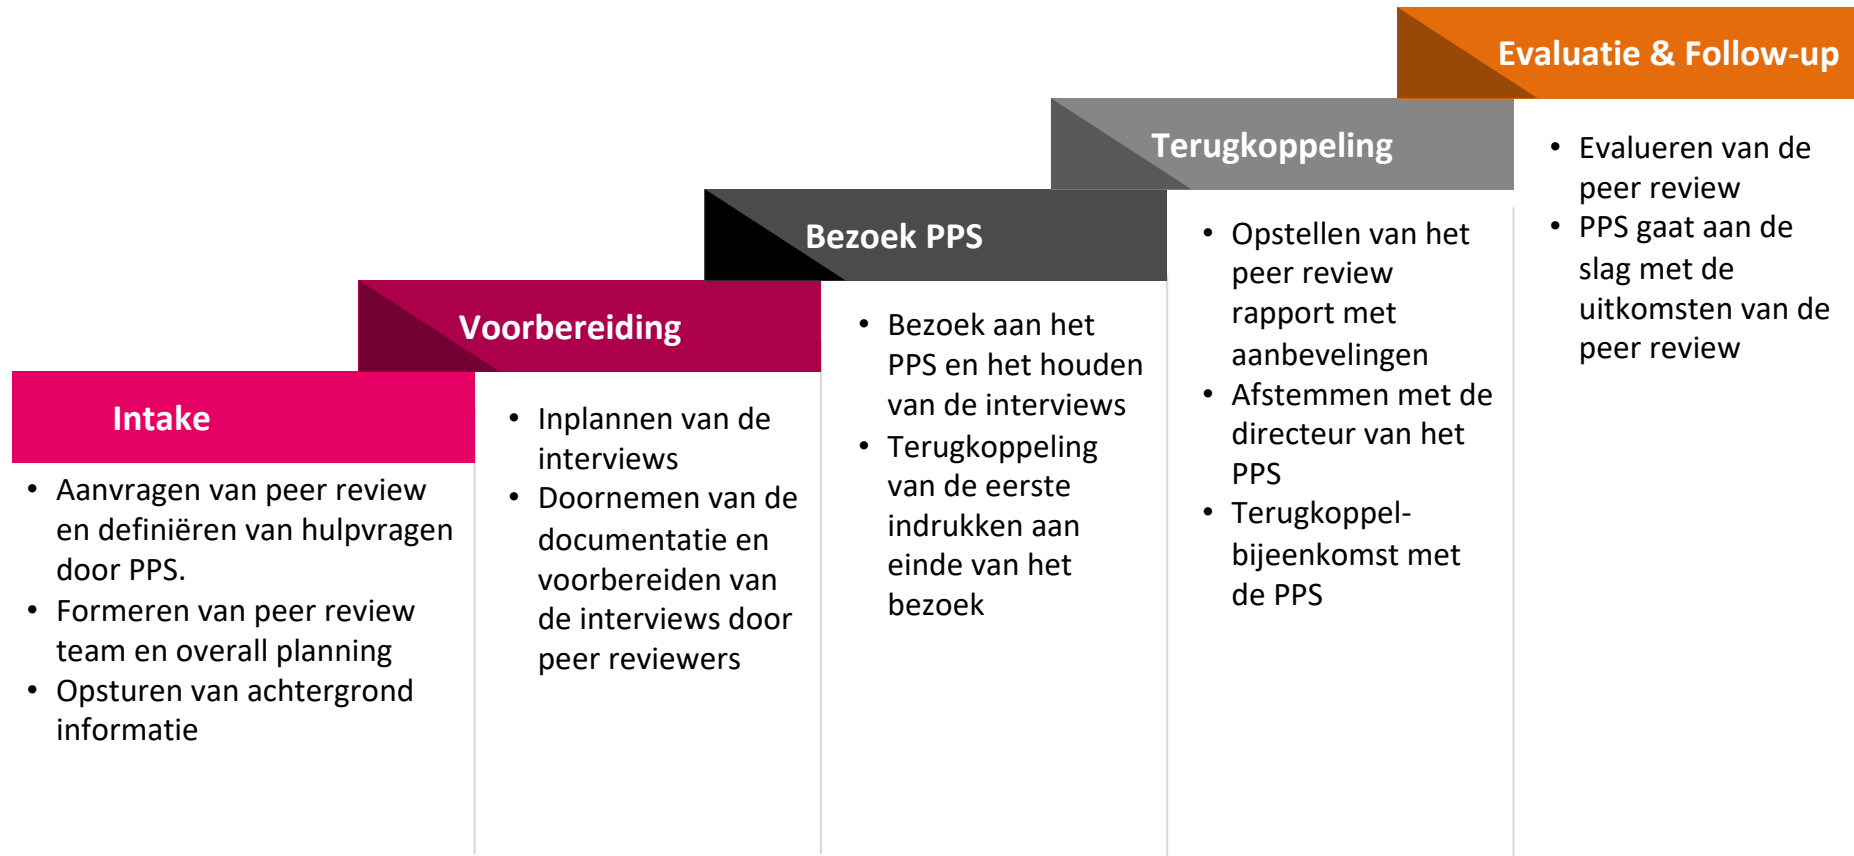 Intake
• Aanvragen van peer review
en definiëren van hulpvragen
door PPS.
• Formeren van peer review
team en overall planning
• Opsturen van achtergrond
informatie
Voorbereiding
• Inplannen van de
interviews
• Doornemen van de
documentatie en
voorbereiden van
de interviews door
peer reviewers
Bezoek PPS
• Bezoek aan het
PPS en het houden
van de interviews
• Terugkoppeling
van de eerste
indrukken aan
einde van het
bezoek
Terugkoppeling
• Opstellen van het
peer review
rapport met
aanbevelingen
• Afstemmen met de
directeur van het
PPS
• Terugkoppel-
bijeenkomst met
de PPS
Evaluatie & Follow-up
• Evalueren van de
peer review
• PPS gaat aan de
slag met de
uitkomsten van de
peer review